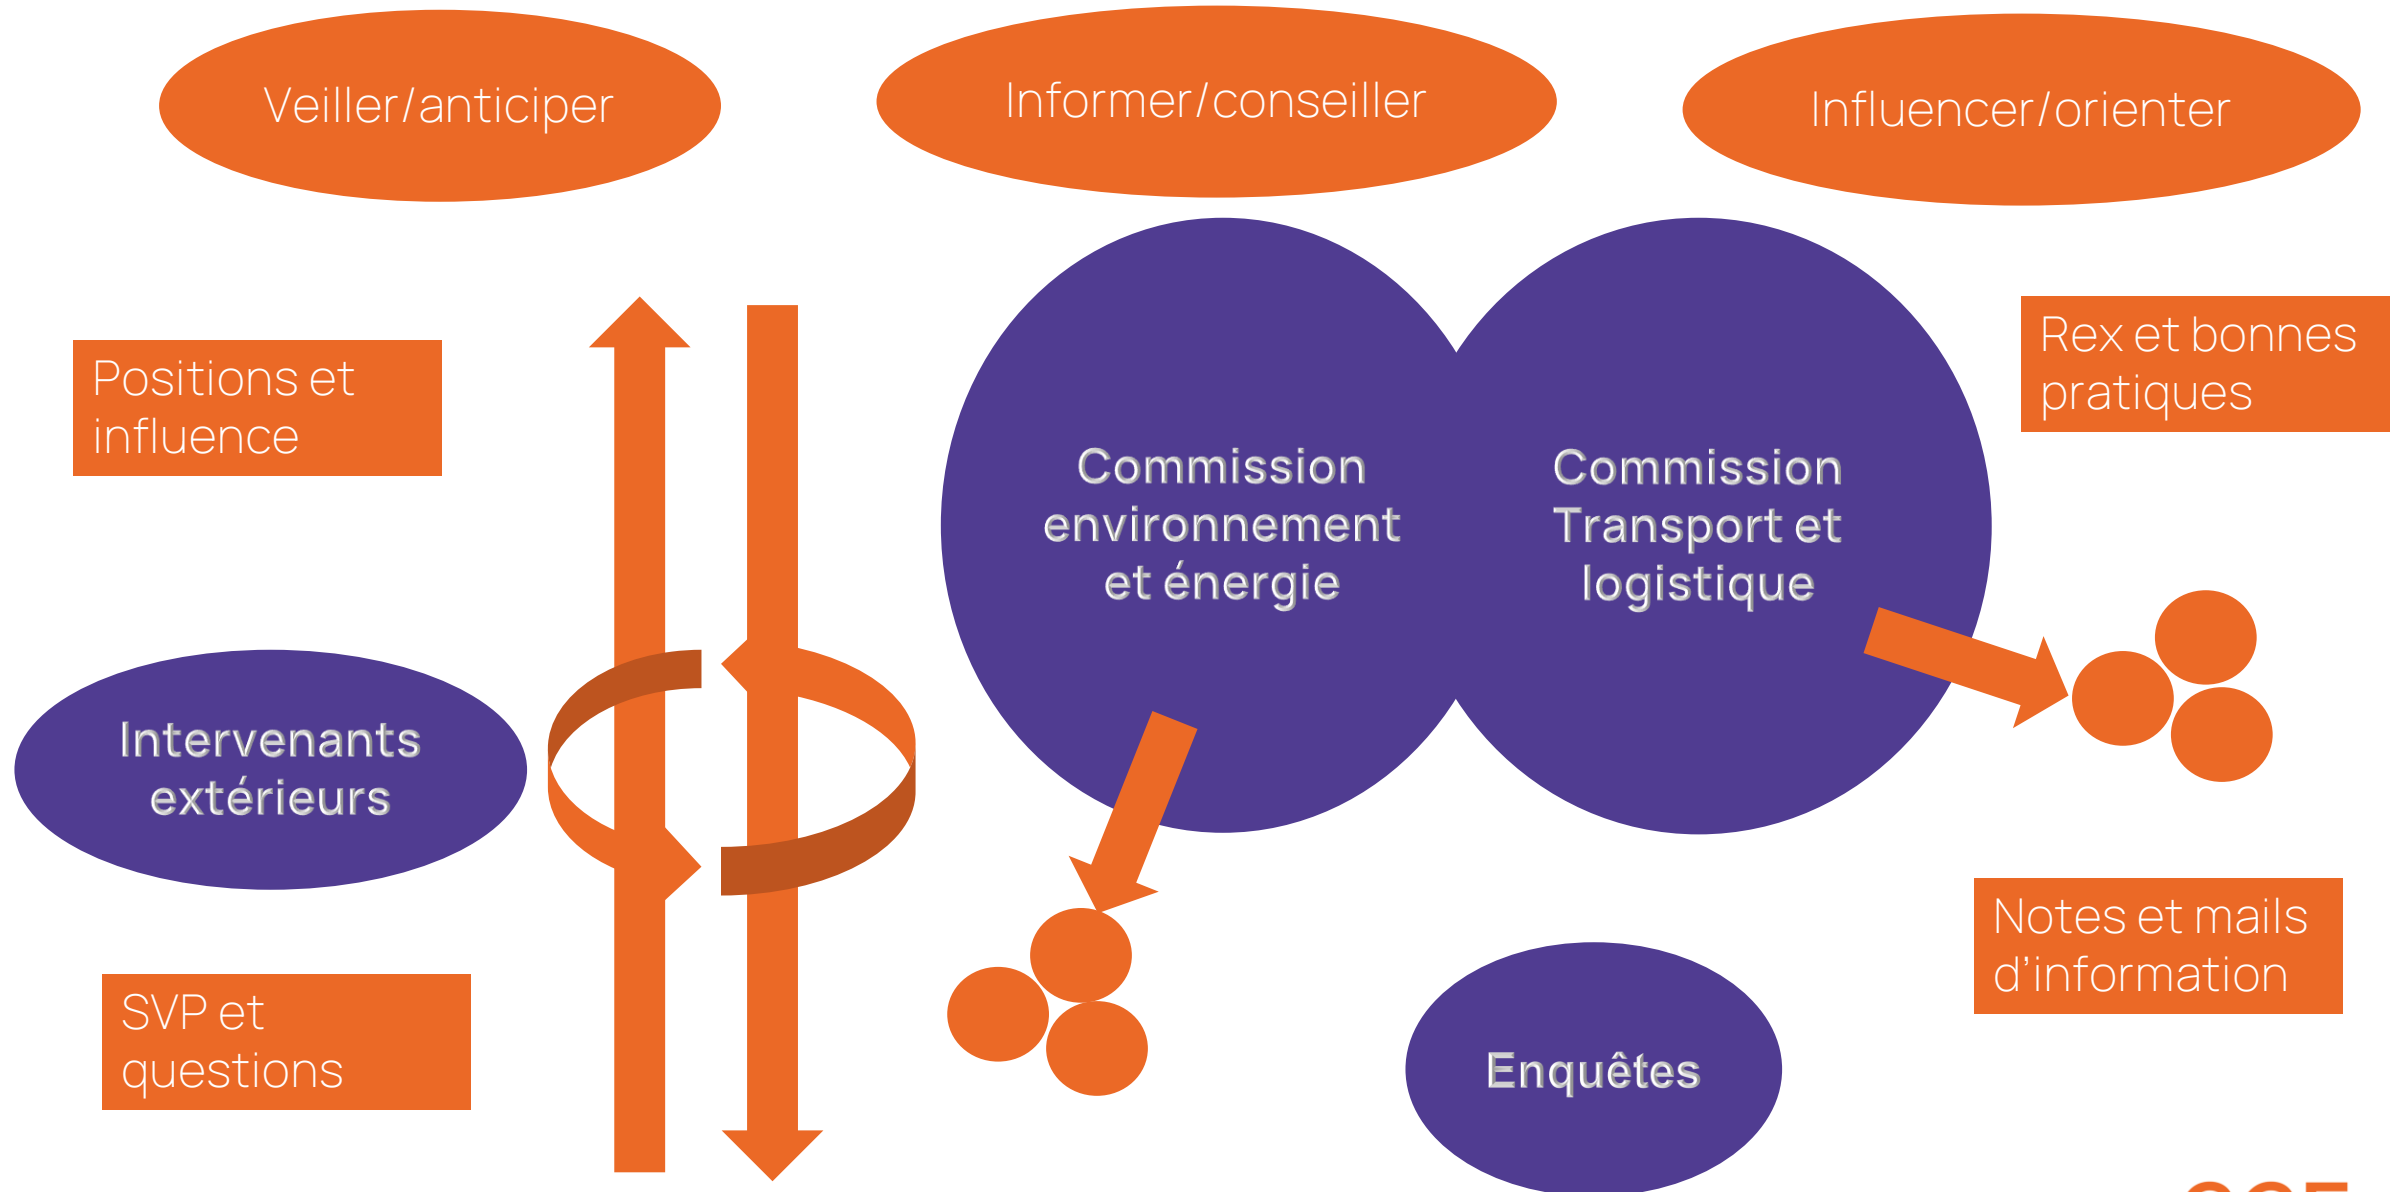 Veiller/anticiper
Informer/conseiller
Influencer/orienter
Positions et
influence
Rex et bonnes
pratiques
Commission
environnement
et énergie
Commission
Transport et
logistique
Intervenants
extérieurs
SVP et
questions
Notes et mails
d'information
Enquêtes